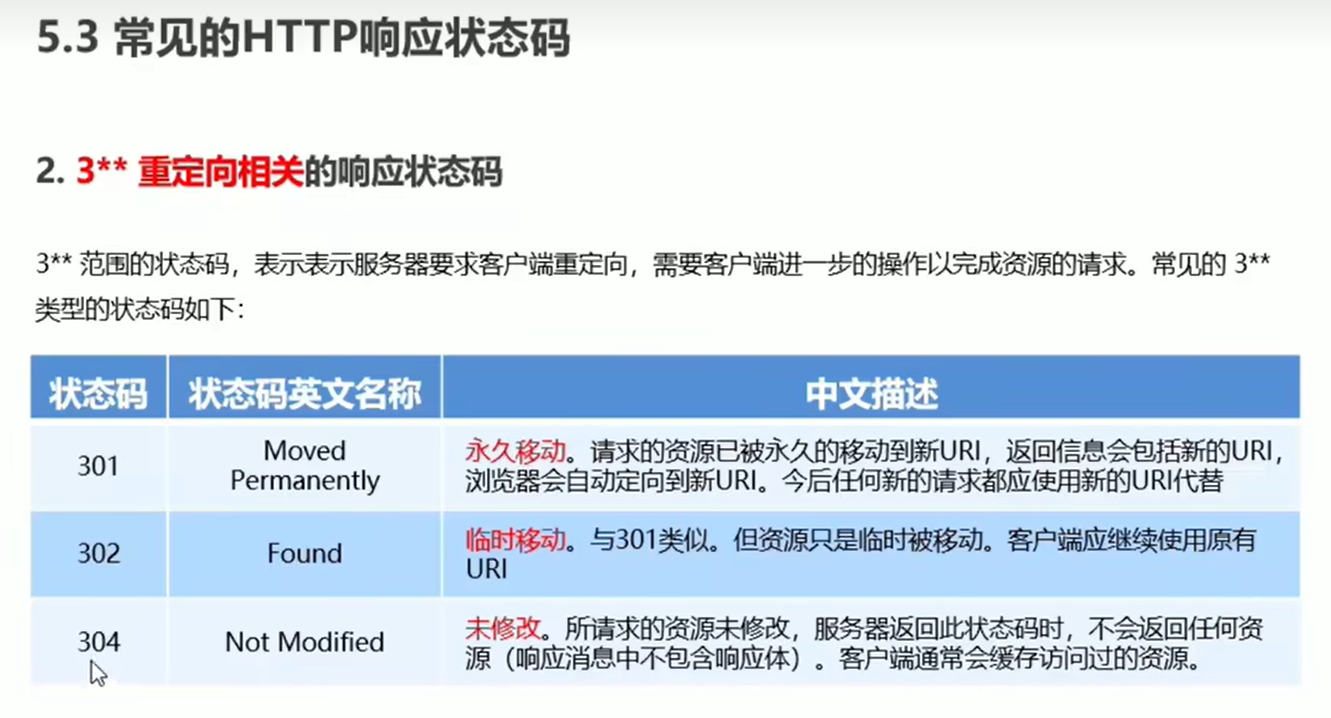 5.3 常见的HTTP响应状态码
2. 3** 重定向相关的响应状态码
3** 范围的状态码，表示表示服务器要求客户端重定向，需要客户端进一步的操作以完成资源的请求。常见的 3**
类型的状态码如下：
状态码 状态码英文名称 中文描述
301
Moved
Permanently
永久移动。请求的资源已被永久的移动到新URI，返回信息会包括新的URI，
浏览器会自动定向到新URI。今后任何新的请求都应使用新的URI代替
302
Found
临时移动。与301类似。但资源只是临时被移动。客户端应继续使用原有
URI
304
Not Modified
未修改。所请求的资源未修改，服务器返回此状态码时，不会返回任何资
源（响应消息中不包含响应体）。客户端通常会缓存访问过的资源。